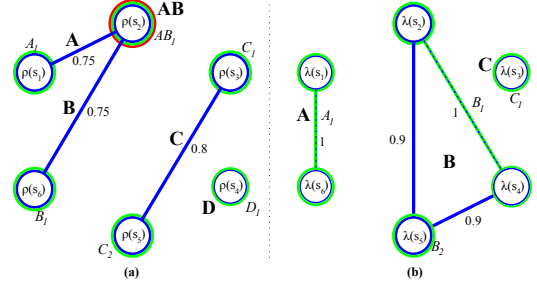 AB
ρ(s₂)
λ(s₂)
A₁
A
AB₁
C₁
ρ(s₁)
0.75
ρ(s₃)
λ(s₁)
C
λ(s₃)
C₁
B
0.75
A
A₁
B₁
C
0.8
1
1
0.9
B
ρ(s₆)
ρ(s₄)
λ(s₆)
λ(s₄)
B₁
D
D₁
0.9
C₂
ρ(s₅)
λ(s₅)
B₂
(a)
(b)